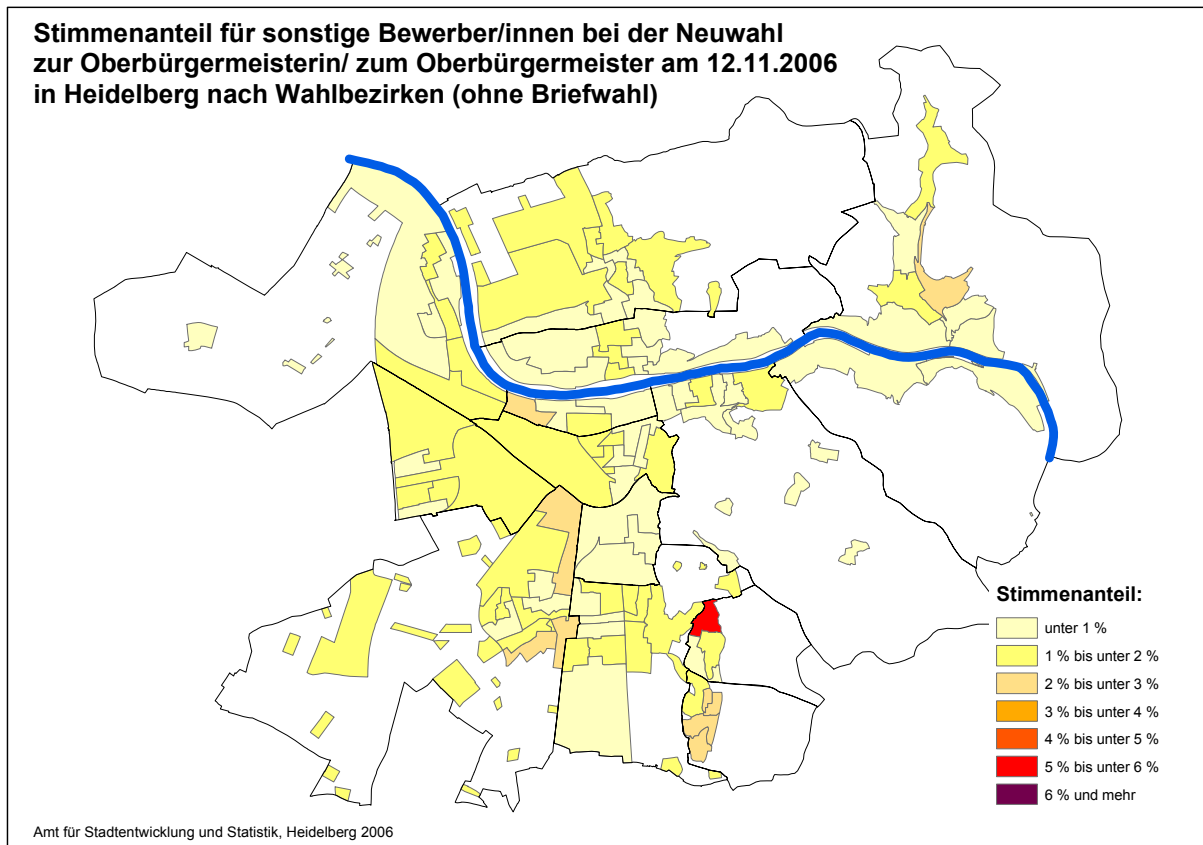 Stimmenanteil für sonstige Bewerber/innen bei der Neuwahl
zur Oberbürgermeisterin/ zum Oberbürgermeister am 12.11.2006
in Heidelberg nach Wahlbezirken (ohne Briefwahl)
Stimmenanteil:
unter 1 %
1 % bis unter 2 %
2 % bis unter 3 %
3 % bis unter 4 %
4 % bis unter 5 %
5 % bis unter 6 %
6 % und mehr
Amt für Stadtentwicklung und Statistik, Heidelberg 2006